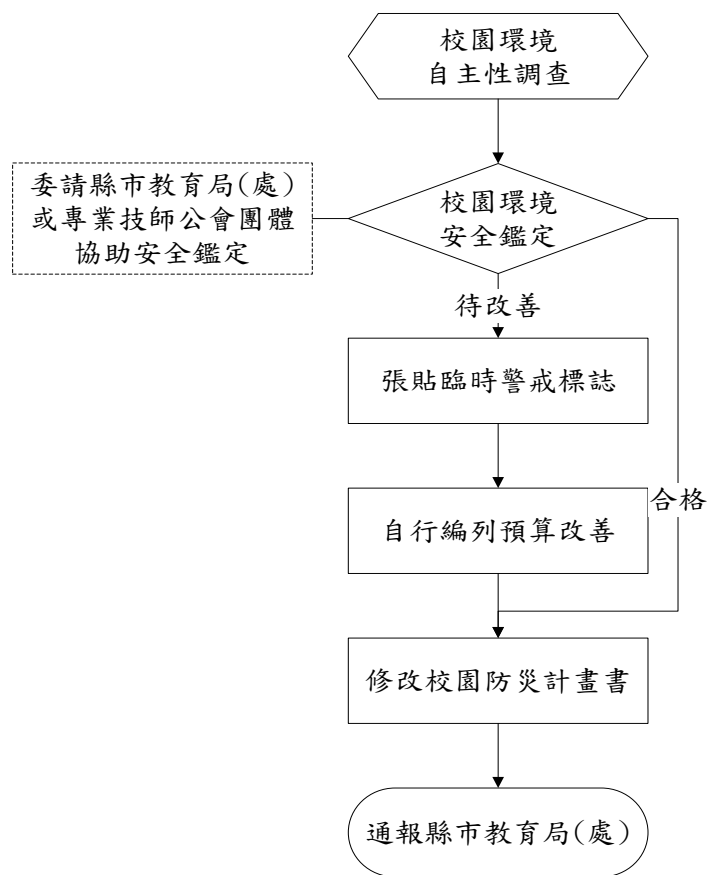 校園環境
自主性調查
委請縣市教育局(處)
或專業技師公會團體
協助安全鑑定
校園環境
安全鑑定
待改善
張貼臨時警戒標誌
合格
自行編列預算改善
修改校園防災計畫書
通報縣市教育局(處)